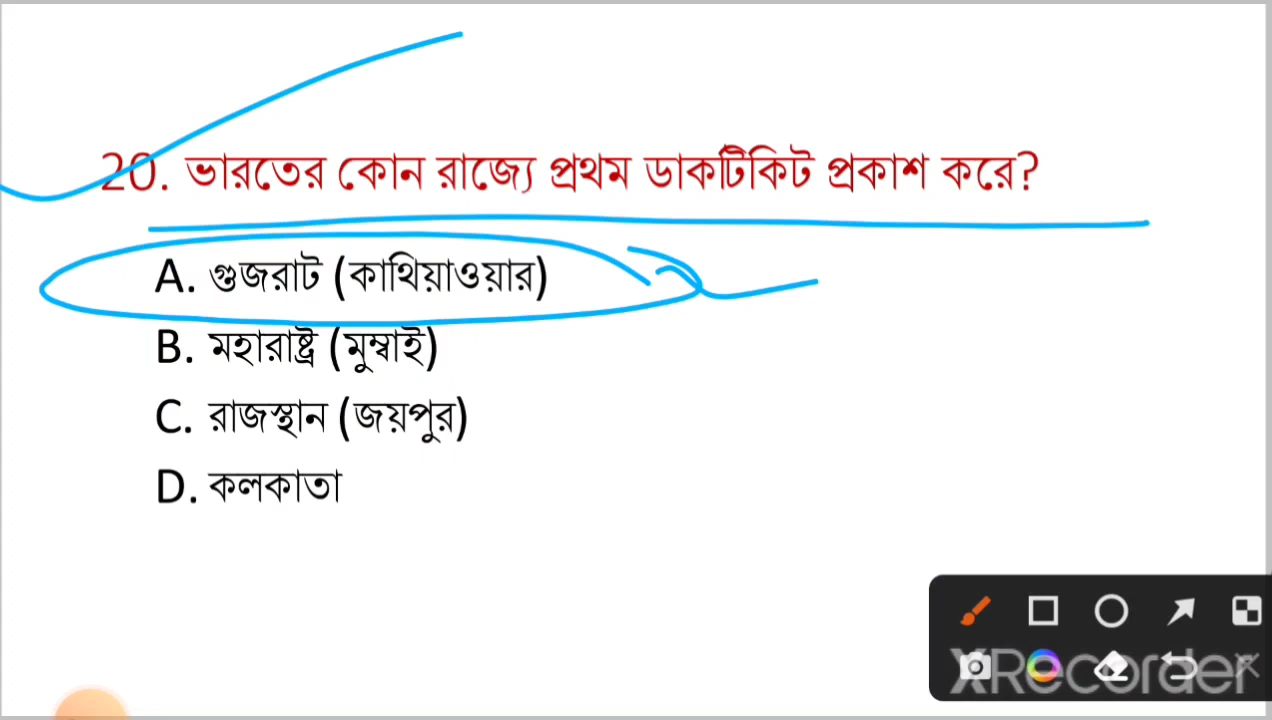 20. ভারতের কোন রাজ্যে প্রথম ডাকটিকিট প্রকাশ করে?
A. গুজরাট (কাথিয়াওয়ার)
B. মহারাষ্ট্র (মুম্বাই)
C. রাজস্থান (জয়পুর)
D. কলকাতা
XRecorder